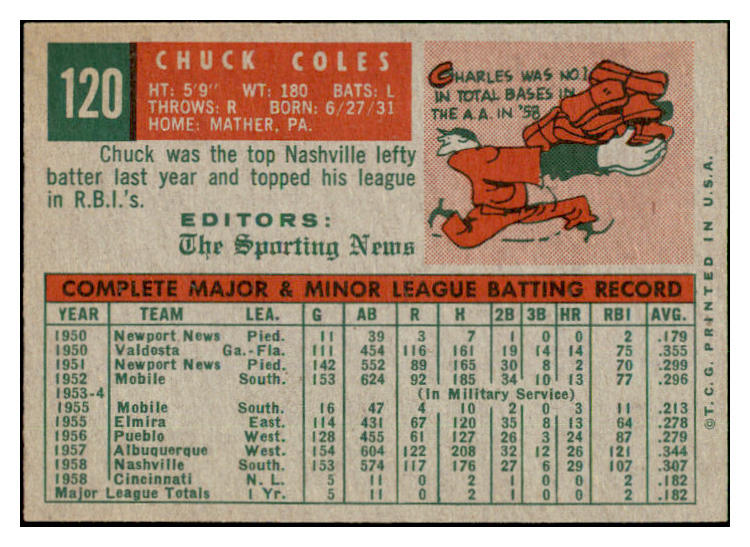 120
CHUCK COLES
HT: 5'9" WT: 180 BATS: L
THROWS: R BORN: 6/27/31
HOME: MATHER, PA.
CHARLES WAS NO.1
IN TOTAL BASES IN
THE A.A. IN '58
Chuck was the top Nashville lefty
batter last year and topped his league
in R.B.I.'s.
EDITORS:
The Sporting News
COMPLETE MAJOR & MINOR LEAGUE BATTING RECORD
YEAR TEAM LEA. G AB R H 2B 3B HR RBI AVG.
1950 Newport News Pied. 11 39 3 7 1 0 0 2 .179
1950 Valdosta Ga.-Fla. 111 454 116 161 19 14 14 75 .355
1951 Newport News Pied. 142 552 89 165 30 8 2 70 .299
1952 Mobile South. 153 624 92 185 34 10 13 77 .296
1953-4 (In Military Service)
1955 Mobile South. 16 47 4 10 2 0 3 11 .213
1955 Elmira East. 114 431 67 120 35 8 13 64 .278
1956 Pueblo West. 128 455 61 127 26 3 24 87 .279
1957 Albuquerque West. 154 604 122 208 32 12 26 121 .344
1958 Nashville South. 153 574 117 176 27 6 29 107 .307
1958 Cincinnati N. L. 5 11 0 2 1 0 0 2 .182
Major League Totals 1 Yr. 5 11 0 2 1 0 0 2 .182
©T.C.G. PRINTED IN U.S.A.